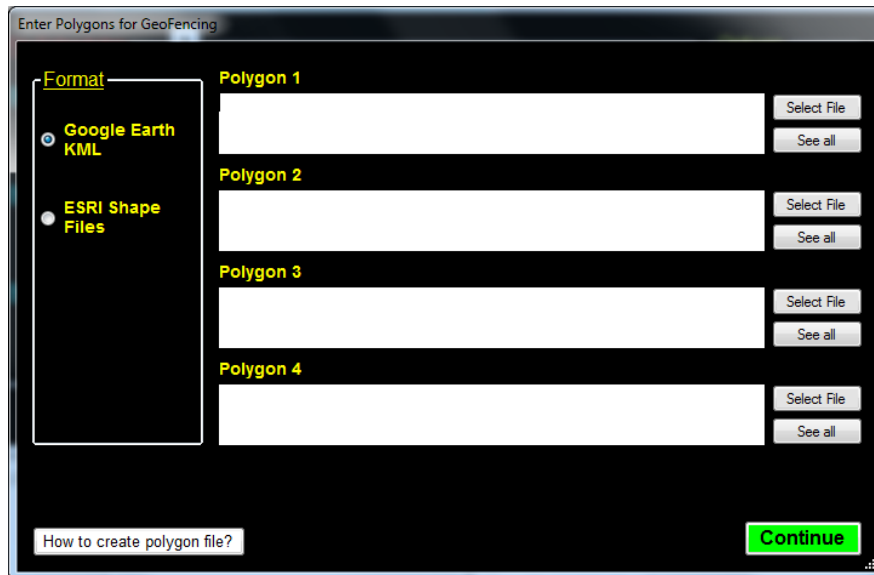 Enter Polygons for GeoFencing
Format
Google Earth
KML
ESRI Shape
Files
Polygon 1
Select File
See all
Polygon 2
Select File
See all
Polygon 3
Select File
See all
Polygon 4
Select File
See all
How to create polygon file?
Continue